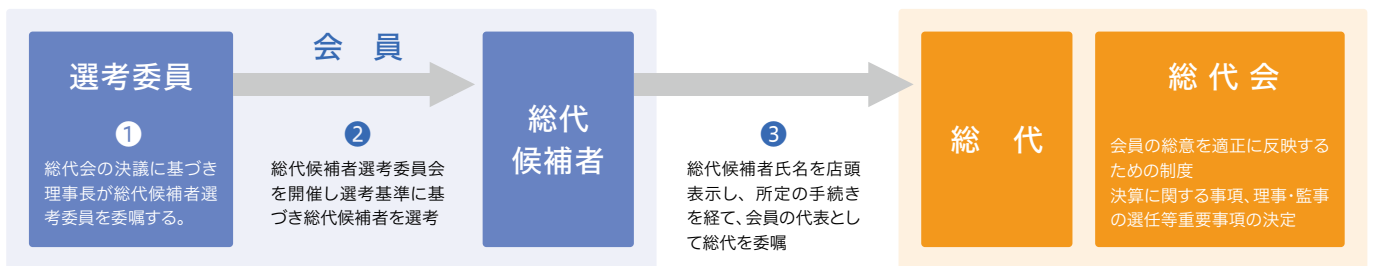 会　員
選考委員
①
総代会の決議に基づき
理事長が総代候補者選
考委員を委嘱する。
②
総代候補者選考委員会
を開催し選考基準に基
づき総代候補者を選考
総代
候補者
③
総代候補者氏名を店頭
表示し、所定の手続き
を経て、会員の代表とし
て総代を委嘱
総　代
総代会
会員の総意を適正に反映する
ための制度
決算に関する事項、理事・監事
の選任等重要事項の決定